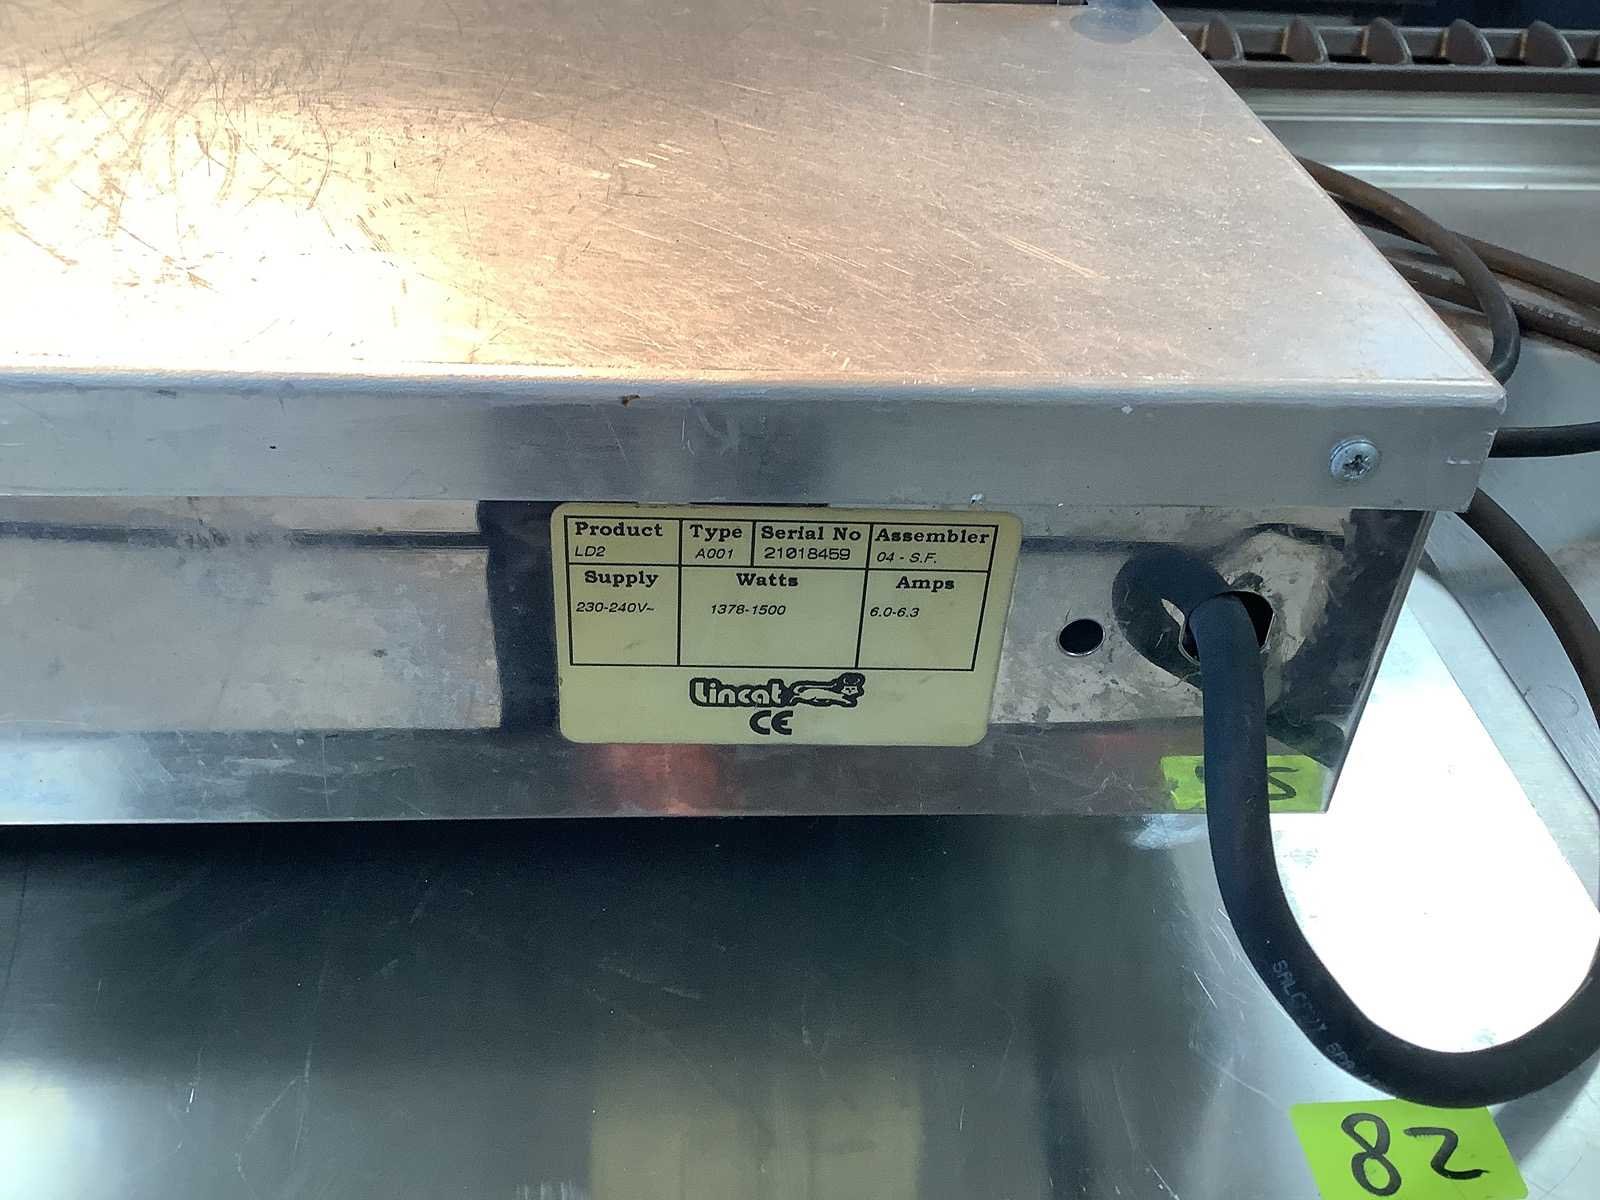 Product Type Serial No Assembler
LD2 A001 21018459 04 - S.F.
Supply Watts Amps
230-240V~ 1378-1500 6.0-6.3
Lincat
CE
82